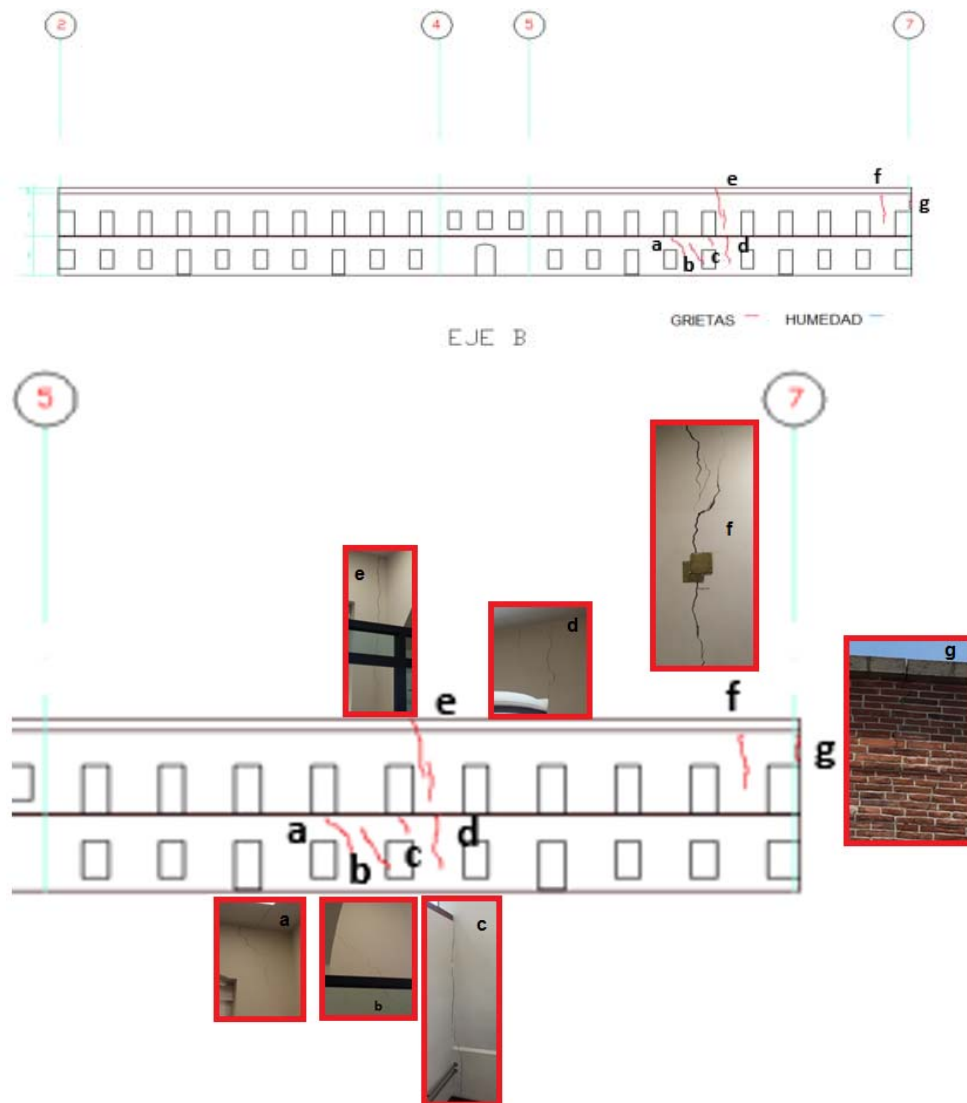 2 4 5 7
e f g
a b c d
GRIETAS HUMEDAD
EJE B
5 7
f
e
d
g
e f
g
a b c d
a b c